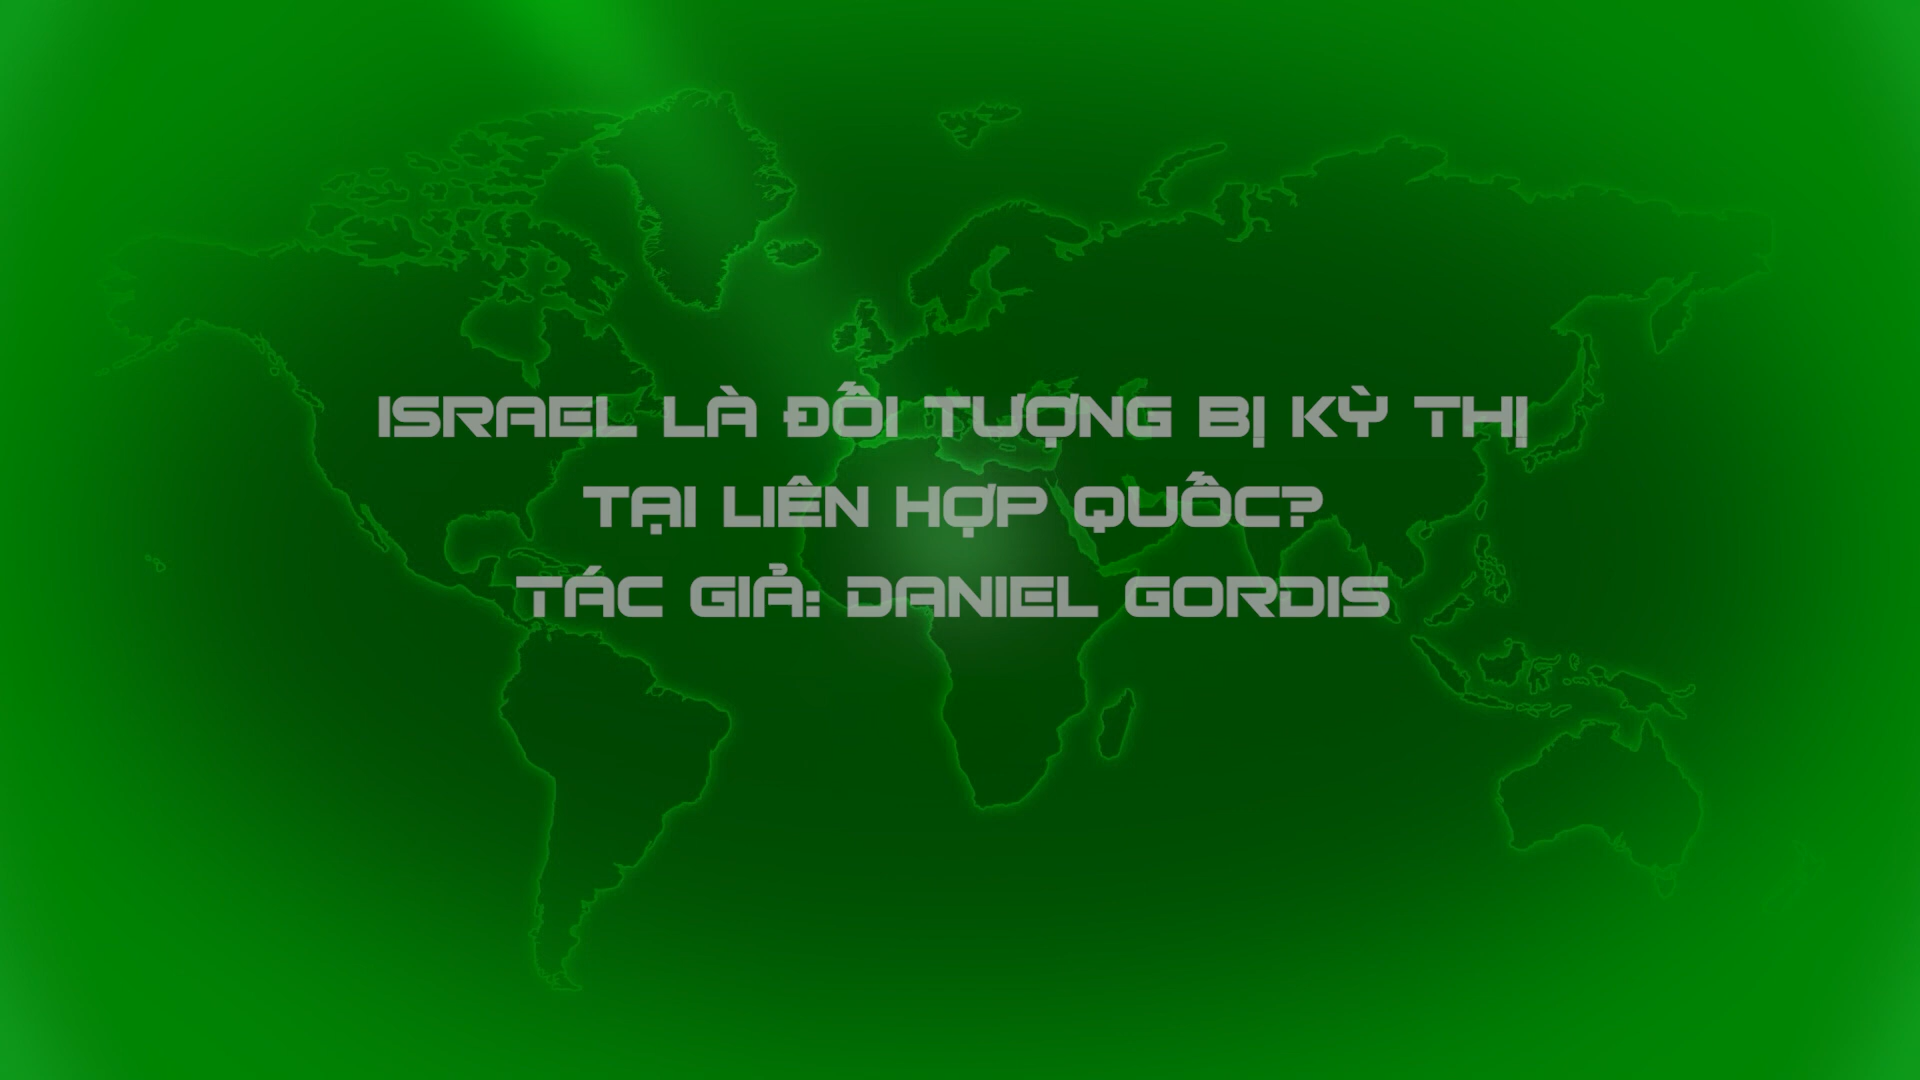 ISRAEL LÀ ĐỐI TƯỢNG BỊ KỲ THỊ
TẠI LIÊN HỢP QUỐC?
TÁC GIẢ: DANIEL GORDIS